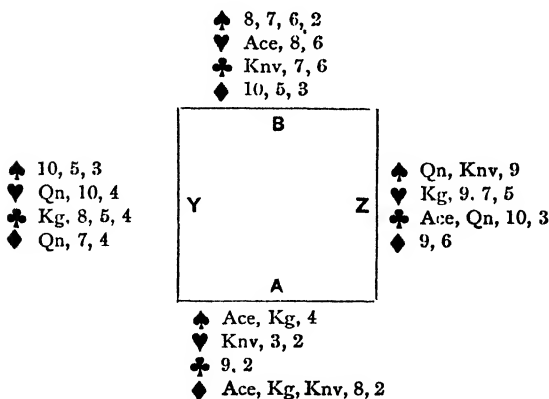 ♠ 8, 7, 6, 2
♥ Ace, 8, 6
♣ Knv, 7, 6
♦ 10, 5, 3
B
♠ 10, 5, 3
♥ Qn, 10, 4
♣ Kg, 8, 5, 4
♦ Qn, 7, 4
Y
Z
♠ Qn, Knv, 9
♥ Kg, 9. 7, 5
♣ Ace, Qn, 10, 3
♦ 9, 6
A
♠ Ace, Kg, 4
♥ Knv, 3, 2
♣ 9, 2
♦ Ace, Kg, Knv, 8, 2